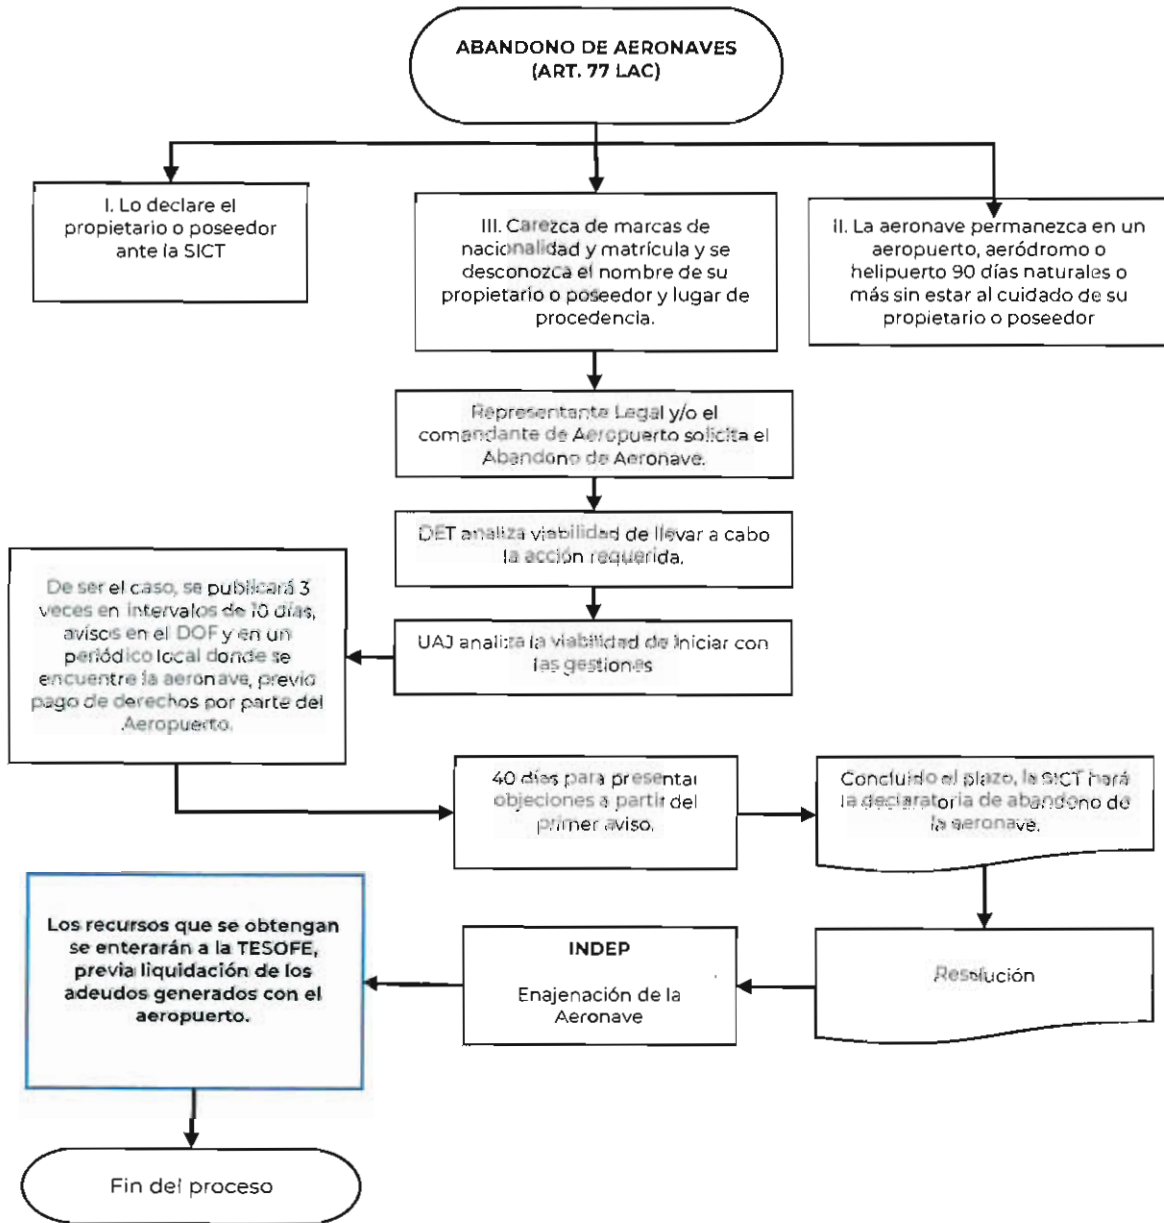 ABANDONO DE AERONAVES
(ART. 77 LAC)
I. Lo declare el
propietario o poseedor
ante la SICT
III. Carezca de marcas de
nacionalidad y matrícula y se
desconozca el nombre de su
propietario o poseedor y lugar de
procedencia.
II. La aeronave permanezca en un
aeropuerto, aeródromo o
helipuerto 90 días naturales o
más sin estar al cuidado de su
propietario o poseedor
Representante Legal y/o el
comandante de Aeropuerto solicita el
Abandono de Aeronave.
DET analiza viabilidad de llevar a cabo
la acción requerida.
UAJ analiza la viabilidad de iniciar con
las gestiones
De ser el caso, se publicará 3
veces en intervalos de 10 días,
avisos en el DOF y en un
periódico local donde se
encuentre la aeronave, previo
pago de derechos por parte del
Aeropuerto.
40 días para presentar
objeciones a partir del
primer aviso.
Concluido el plazo, la SICT hará
la declaratoria de abandono de
la aeronave.
Resolución
INDEP
Enajenación de la
Aeronave
Los recursos que se obtengan
se enterarán a la TESOFE,
previa liquidación de los
adeudos generados con el
aeropuerto.
Fin del proceso